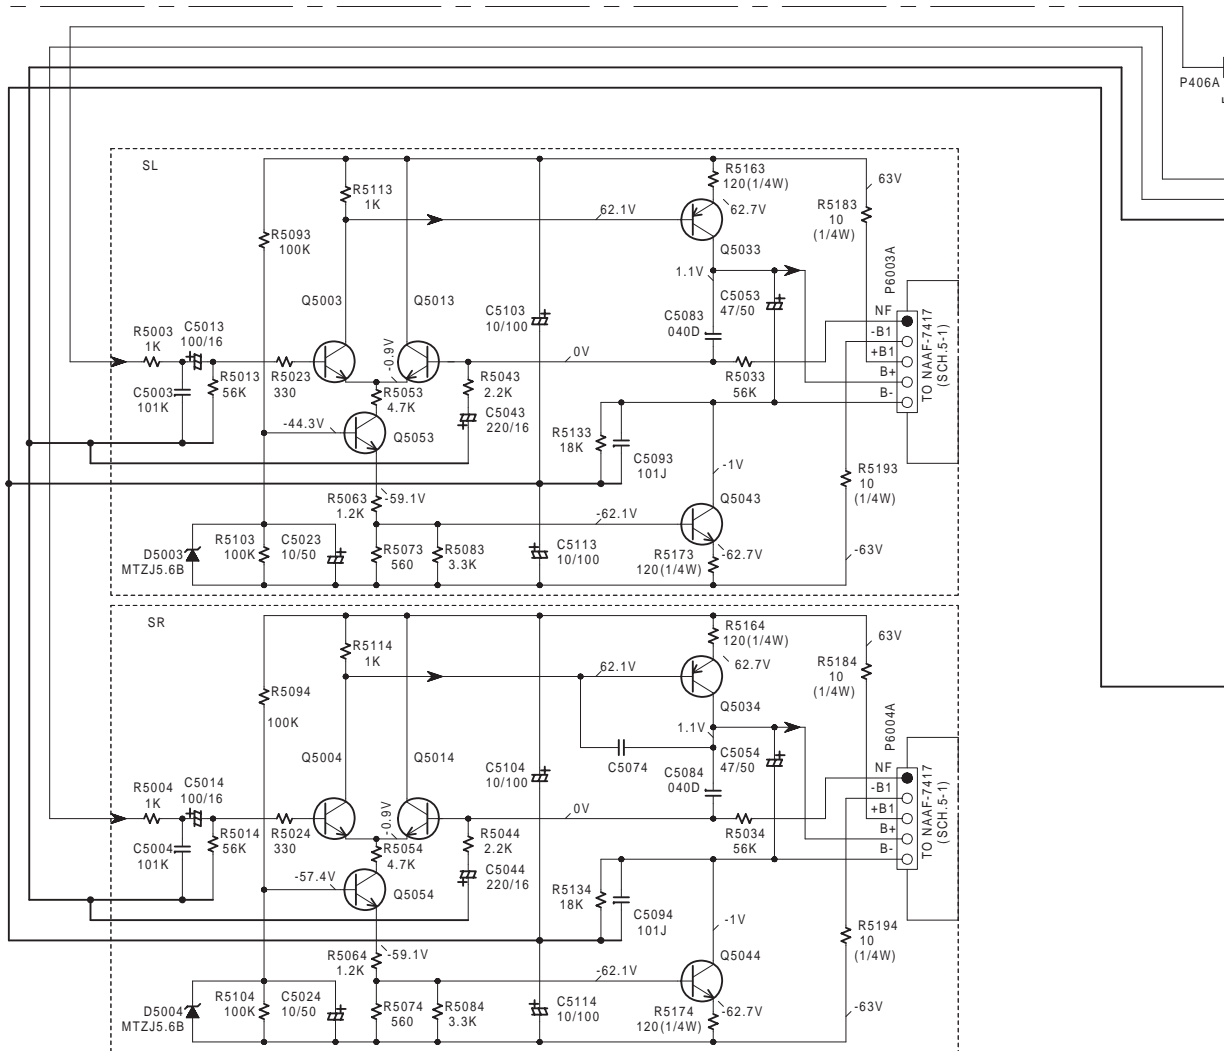 P406A
SL
R5163
120(1/4W)
63V
R5113
1K
62.1V
62.7V
R5183
10
(1/4W)
R5093
100K
Q5033
1.1V
P6003A
Q5003
Q5013
C5103
10/100
C5083
040D
C5053
47/50
NF
-B1
+B1
B+
B-
TO NAAF-7417
(SCH.5-1)
R5003
1K
C5013
100/16
-0.9V
0V
C5003
101K
R5013
56K
R5023
330
R5053
4.7K
R5043
2.2K
R5033
56K
-44.3V
Q5053
C5043
220/16
R5133
18K
C5093
101J
-1V
R5193
10
(1/4W)
R5063
1.2K
-59.1V
-62.1V
Q5043
D5003
MTZJ5.6B
R5103
100K
C5023
10/50
R5073
560
R5083
3.3K
C5113
10/100
R5173
120(1/4W)
-62.7V
-63V
SR
R5164
120(1/4W)
63V
R5114
1K
62.1V
62.7V
R5184
10
(1/4W)
R5094
100K
Q5034
1.1V
P6004A
Q5004
Q5014
C5104
10/100
C5074
C5084
040D
C5054
47/50
NF
-B1
+B1
B+
B-
TO NAAF-7417
(SCH.5-1)
R5004
1K
C5014
100/16
-0.9V
0V
C5004
101K
R5014
56K
R5024
330
R5054
4.7K
R5044
2.2K
R5034
56K
-57.4V
Q5054
C5044
220/16
R5134
18K
C5094
101J
-1V
R5194
10
(1/4W)
R5064
1.2K
-59.1V
-62.1V
Q5044
D5004
MTZJ5.6B
R5104
100K
C5024
10/50
R5074
560
R5084
3.3K
C5114
10/100
R5174
120(1/4W)
-62.7V
-63V